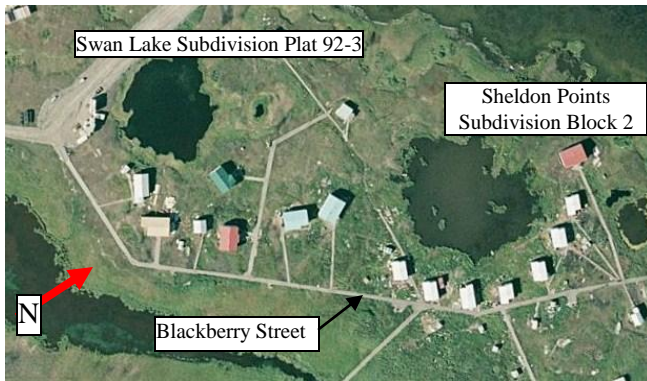 Swan Lake Subdivision Plat 92-3
Sheldon Points
Subdivision Block 2
N
Blackberry Street